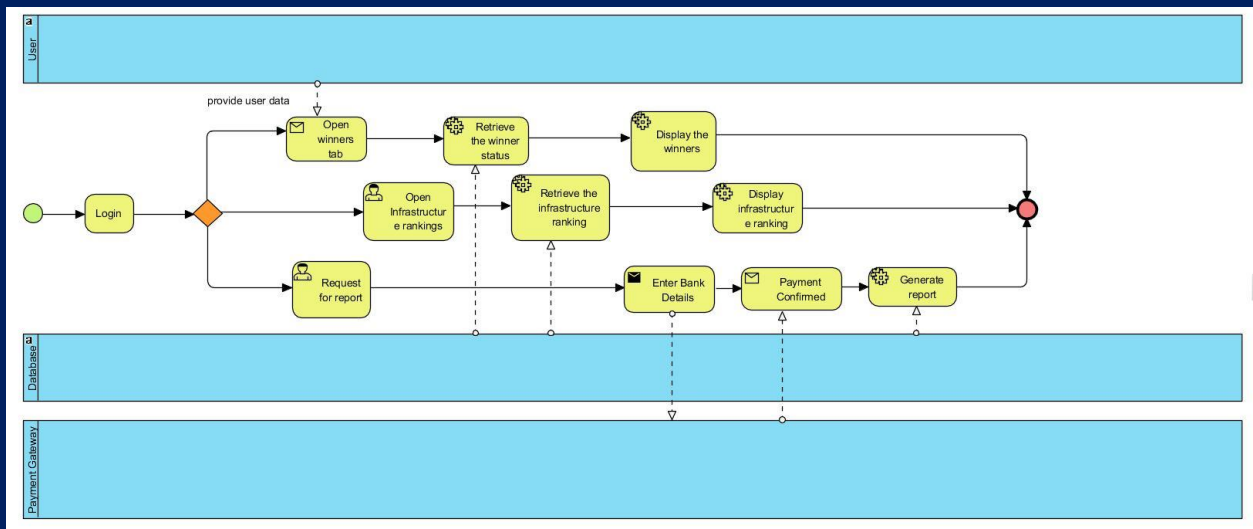 a
User
provide user data
Open
winners
tab
Retrieve
the winner
status
Display the
winners
Login
Open
Infrastructur
e rankings
Retrieve the
infrastructure
ranking
Display
infrastructur
e ranking
Request
for report
Enter Bank
Details
Payment
Confirmed
Generate
report
a
Database
Payment Gateway